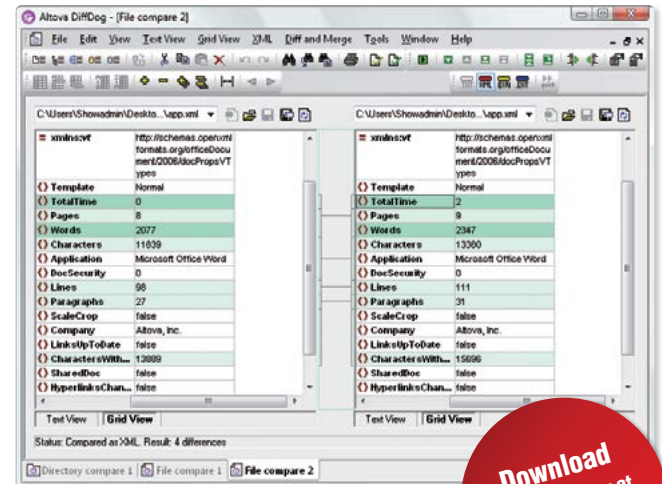 Altova DiffDog - [File compare 2]
File Edit View Text View Grid View XML Diff and Merge Tools Window Help
C:\Users\Showadmin\Deskto...\app.xml
C:\Users\Showadmin\Deskto...\app.xml
= xmlns:vt http://schemas.openxml
formats.org/officeDocu
ment/2006/docPropsVT
ypes
() Template Normal
() TotalTime 0
() Pages 8
() Words 2077
() Characters 11839
() Application Microsoft Office Word
() DocSecurity 0
() Lines 98
() Paragraphs 27
() ScaleCrop false
() Company Altova, Inc.
() LinksUpToDate false
() CharactersWith... 13889
() SharedDoc false
() HyperlinksChan... false
= xmlns:vt http://schemas.openxml
formats.org/officeDocu
ment/2006/docPropsVT
ypes
() Template Normal
() TotalTime 2
() Pages 9
() Words 2347
() Characters 13380
() Application Microsoft Office Word
() DocSecurity 0
() Lines 111
() Paragraphs 31
() ScaleCrop false
() Company Altova, Inc.
() LinksUpToDate false
() CharactersWith... 15696
() SharedDoc false
() HyperlinksChan... false
Text View Grid View
Text View Grid View
Status: Compared as XML. Result: 4 differences
Directory compare 1 File compare 1 File compare 2
Download